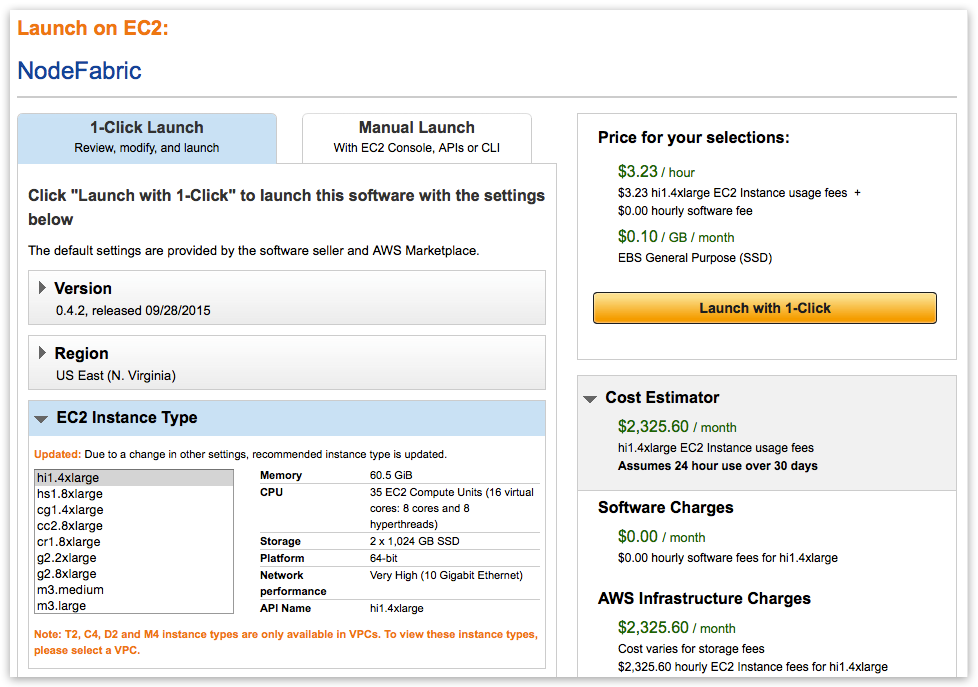 Launch on EC2:
NodeFabric
1-Click Launch
Review, modify, and launch
Manual Launch
With EC2 Console, APIs or CLI
Click "Launch with 1-Click" to launch this software with the settings
below
The default settings are provided by the software seller and AWS Marketplace.
Version
0.4.2, released 09/28/2015
Region
US East (N. Virginia)
EC2 Instance Type
Updated: Due to a change in other settings, recommended instance type is updated.
hi1.4xlarge
hs1.8xlarge
cg1.4xlarge
cc2.8xlarge
cr1.8xlarge
g2.2xlarge
g2.8xlarge
m3.medium
m3.large
Memory 60.5 GiB
CPU 35 EC2 Compute Units (16 virtual
cores: 8 cores and 8
hyperthreads)
Storage 2 x 1,024 GB SSD
Platform 64-bit
Network Very High (10 Gigabit Ethernet)
performance
API Name hi1.4xlarge
Note: T2, C4, D2 and M4 instance types are only available in VPCs. To view these instance types,
please select a VPC.
Price for your selections:
$3.23 / hour
$3.23 hi1.4xlarge EC2 Instance usage fees +
$0.00 hourly software fee
$0.10 / GB / month
EBS General Purpose (SSD)
Launch with 1-Click
Cost Estimator
$2,325.60 / month
hi1.4xlarge EC2 Instance usage fees
Assumes 24 hour use over 30 days
Software Charges
$0.00 / month
$0.00 hourly software fees for hi1.4xlarge
AWS Infrastructure Charges
$2,325.60 / month
Cost varies for storage fees
$2,325.60 hourly EC2 Instance fees for hi1.4xlarge